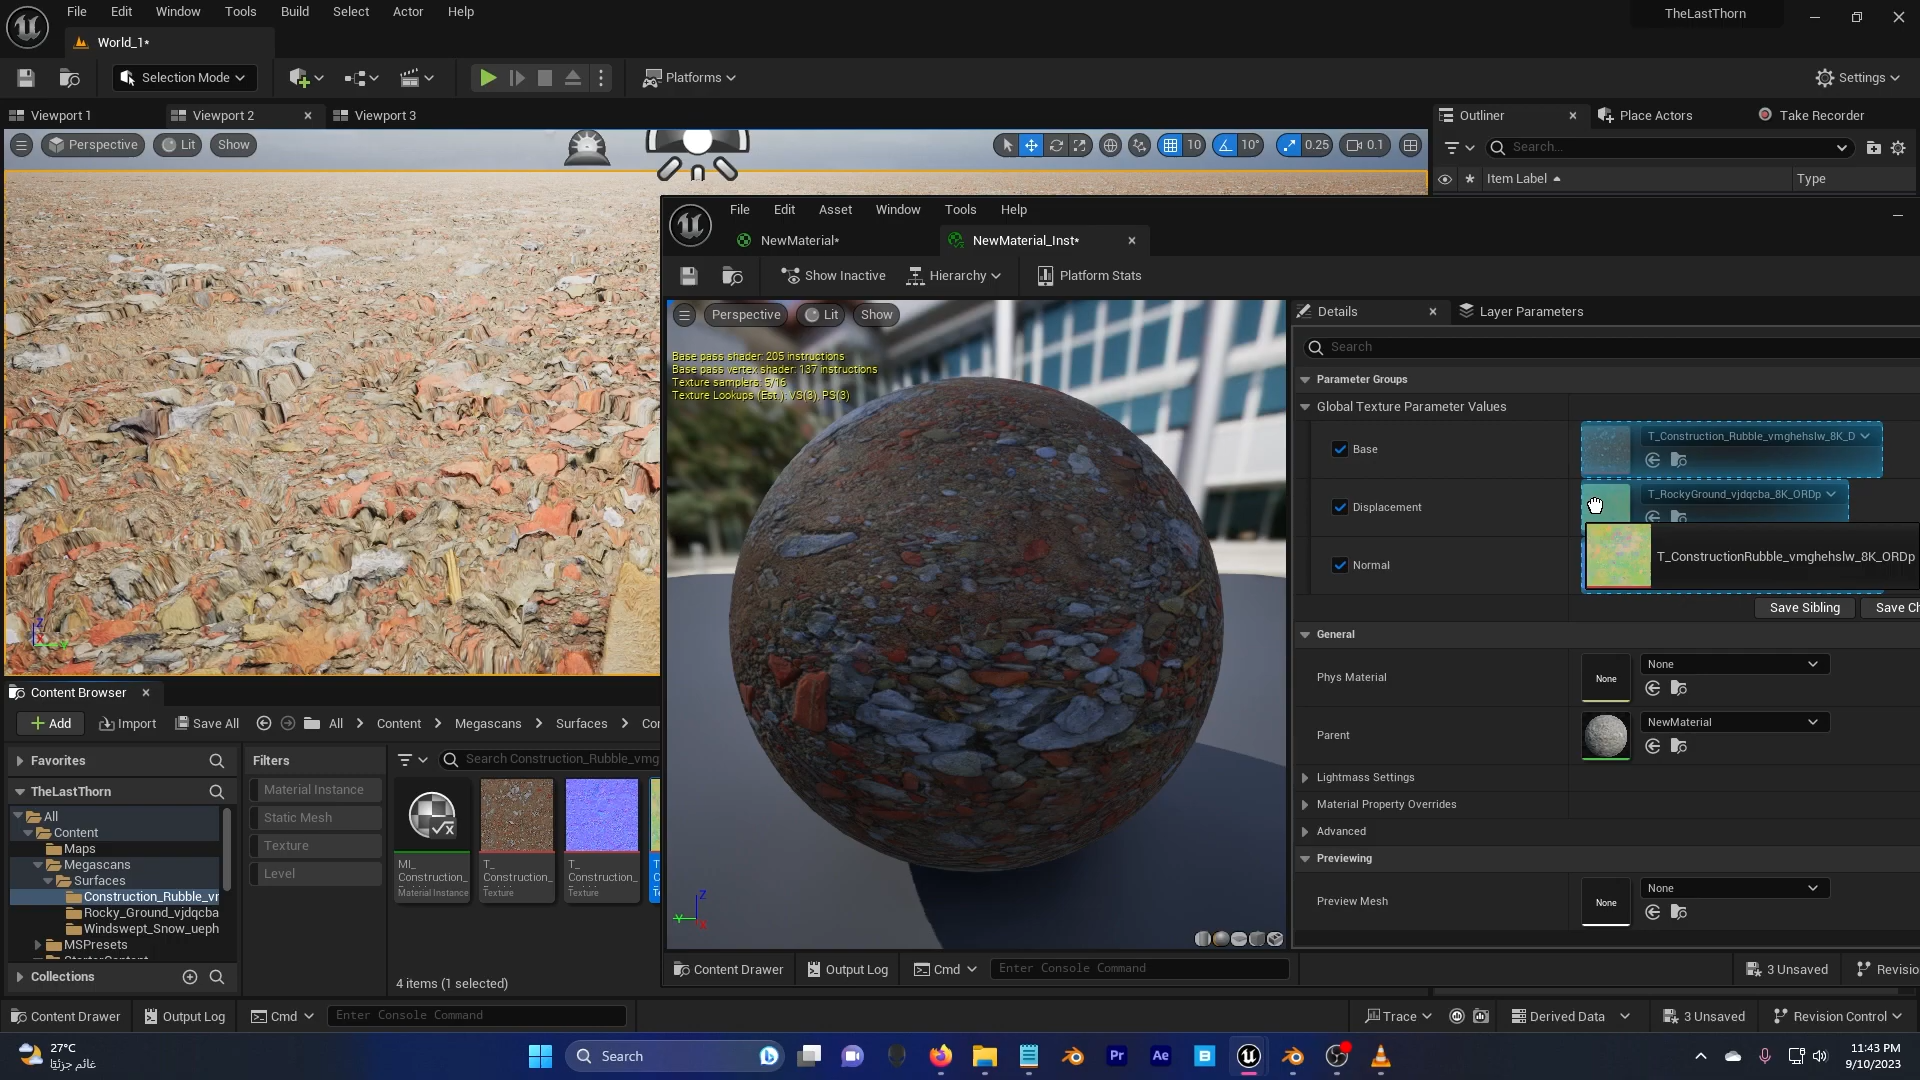 File Edit Window Tools Build Select Actor Help
TheLastThorn
World_1*
Selection Mode
Platforms
Settings
Viewport 1
Viewport 2
Viewport 3
Outliner
Place Actors
Take Recorder
Perspective
Lit
Show
10
10°
0.25
0.1
Search...
Item Label
Type
File Edit Asset Window Tools Help
NewMaterial*
NewMaterial_Inst*
Show Inactive
Hierarchy
Platform Stats
Perspective
Lit
Show
Base pass shader: 205 instructions
Base pass vertex shader: 137 instructions
Texture samplers: 5/16
Texture Lookups (Est.): VS(3), PS(3)
Details
Layer Parameters
Search
Parameter Groups
Global Texture Parameter Values
Base
T_Construction_Rubble_vmghehslw_8K_D
Displacement
T_RockyGround_vjdqcba_8K_ORDp
T_ConstructionRubble_vmghehslw_8K_ORDp
Normal
Save Sibling
Save Ch
General
Phys Material
None
None
Parent
NewMaterial
Lightmass Settings
Material Property Overrides
Advanced
Previewing
Preview Mesh
None
None
Content Drawer
Output Log
Cmd
Enter Console Command
3 Unsaved
Revisio
Content Browser
Add
Import
Save All
All
Content
Megascans
Surfaces
Con
Favorites
TheLastThorn
All
Content
Maps
Megascans
Surfaces
Construction_Rubble_vr
Rocky_Ground_vjdqcba
Windswept_Snow_ueph
MSPresets
Collections
Filters
Material Instance
Static Mesh
Texture
Level
Search Construction_Rubble_vmg
MI_
Construction_
Material Instance
T_
Construction_
Texture
T_
Construction_
Texture
4 items (1 selected)
Content Drawer
Output Log
Cmd
Enter Console Command
Trace
Derived Data
3 Unsaved
Revision Control
27°C
غائم جزئيًا
Search
Pr
Ae
11:43 PM
9/10/2023